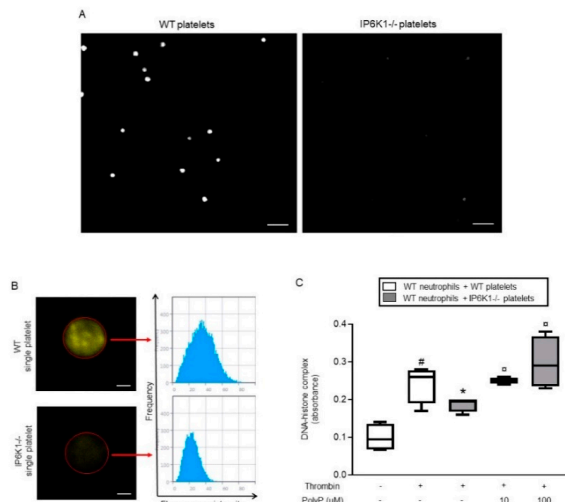 A
WT platelets
IP6K1-/- platelets
B
WT
single platelet
IP6K1-/-
single platelet
Frequency
C
WT neutrophils + WT platelets
WT neutrophils + IP6K1-/- platelets
DNA-histone complex
(absorbance)
0.4
0.3
0.2
0.1
0.0
#
*
¤
¤
Thrombin - + + + +
PolyP (uM) - - - 10 100